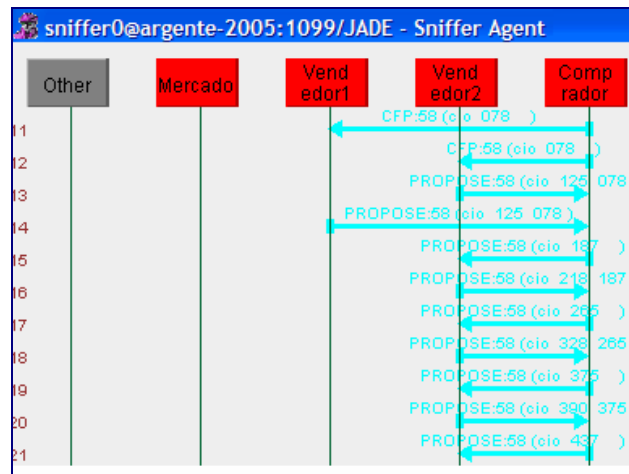 sniffer0@argente-2005:1099/JADE - Sniffer Agent
Other
Mercado
Vend
edor1
Vend
edor2
Comp
rador
CFP:58 (cio 078 )
11
CFP:58 (cio 078 )
12
PROPOSE:58 (cio 125 078
13
PROPOSE:58 (cio 125 078 )
14
PROPOSE:58 (cio 187 )
15
PROPOSE:58 (cio 218 187
16
PROPOSE:58 (cio 265 )
17
PROPOSE:58 (cio 328 265
18
PROPOSE:58 (cio 375 )
19
PROPOSE:58 (cio 390 375
20
PROPOSE:58 (cio 437 )
21